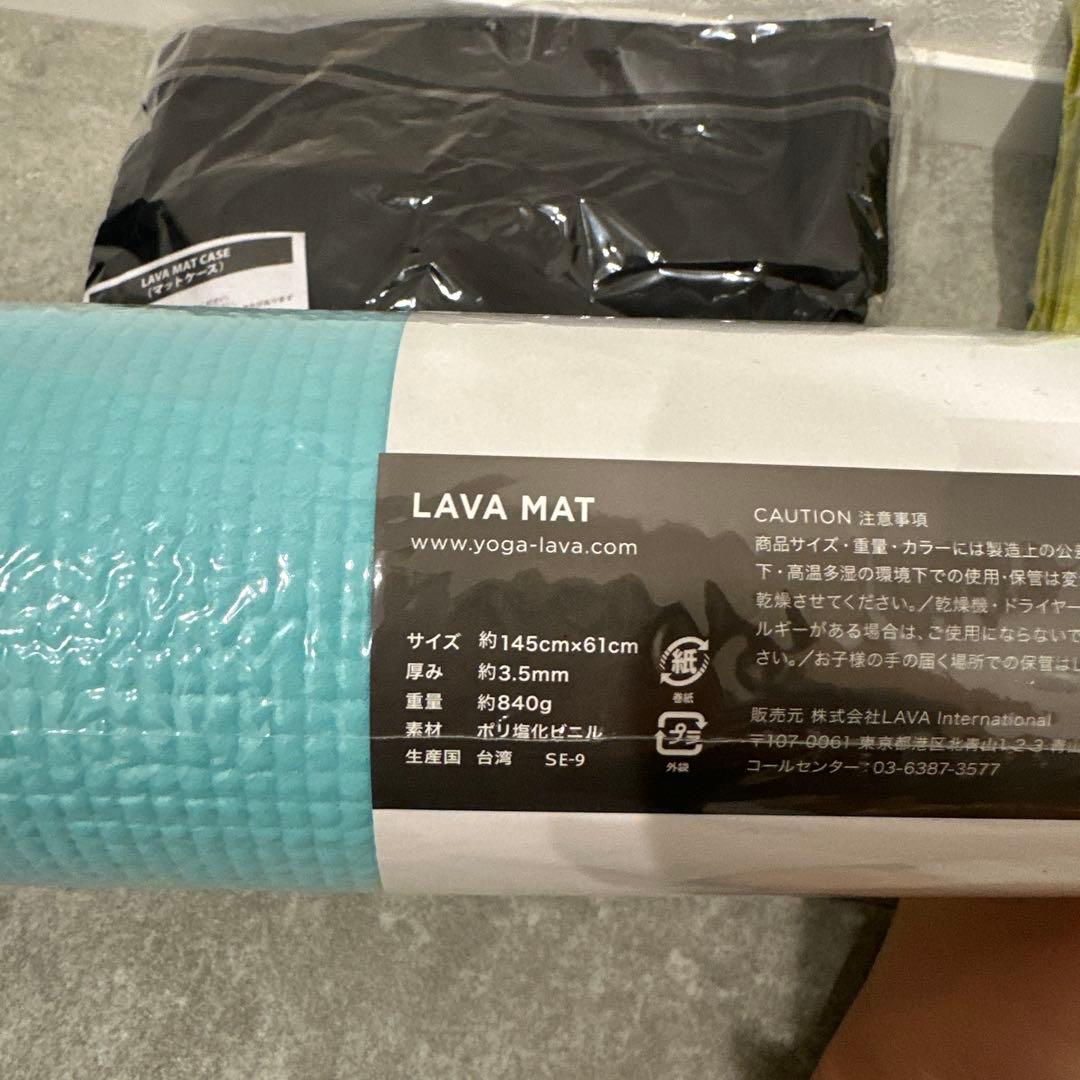 LAVA MAT CASE
(マットケース)
LAVA MAT
www.yoga-lava.com
サイズ 約145cm×61cm
厚み 約3.5mm
重量 約840g
素材 ポリ塩化ビニル
生産国 台湾 SE-9
紙
巻紙
プラ
外袋
CAUTION 注意事項
商品サイズ・重量・カラーには製造上の公差
下・高温多湿の環境下での使用・保管は変
乾燥させてください。／乾燥機・ドライヤー
ルギーがある場合は、ご使用にならないで
さい。／お子様の手の届く場所での保管は
販売元 株式会社LAVA International
〒107-0061 東京都港区北青山1-2-3 青山
コールセンター：03-6387-3577